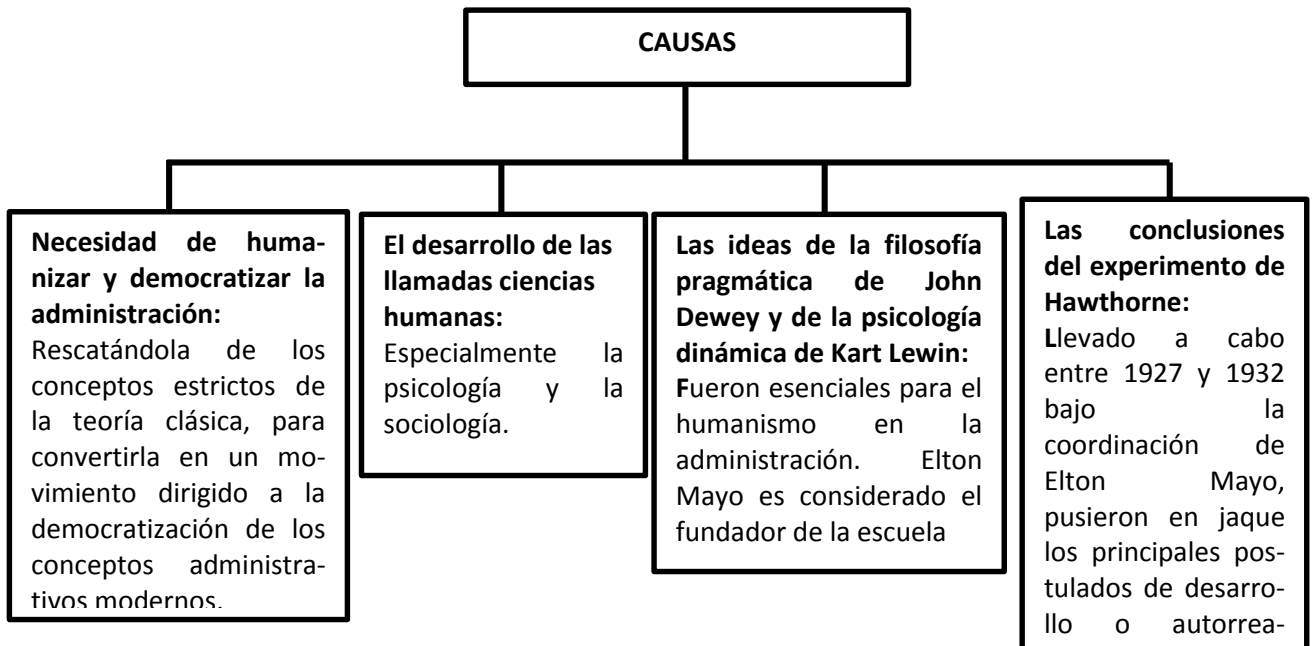 CAUSAS
Necesidad de huma-
nizar y democratizar la
administración:
Rescatándola de los
conceptos estrictos de
la teoría clásica, para
convertirla en un mo-
vimiento dirigido a la
democratización de los
conceptos administra-
tivos modernos.
El desarrollo de las
llamadas ciencias
humanas:
Especialmente la
psicología y la
sociología.
Las ideas de la filosofía
pragmática de John
Dewey y de la psicología
dinámica de Kart Lewin:
Fueron esenciales para el
humanismo en la
administración. Elton
Mayo es considerado el
fundador de la escuela
Las conclusiones
del experimento de
Hawthorne:
Llevado a cabo
entre 1927 y 1932
bajo la
coordinación de
Elton Mayo,
pusieron en jaque
los principales pos-
tulados de desarro-
llo o autorrea-